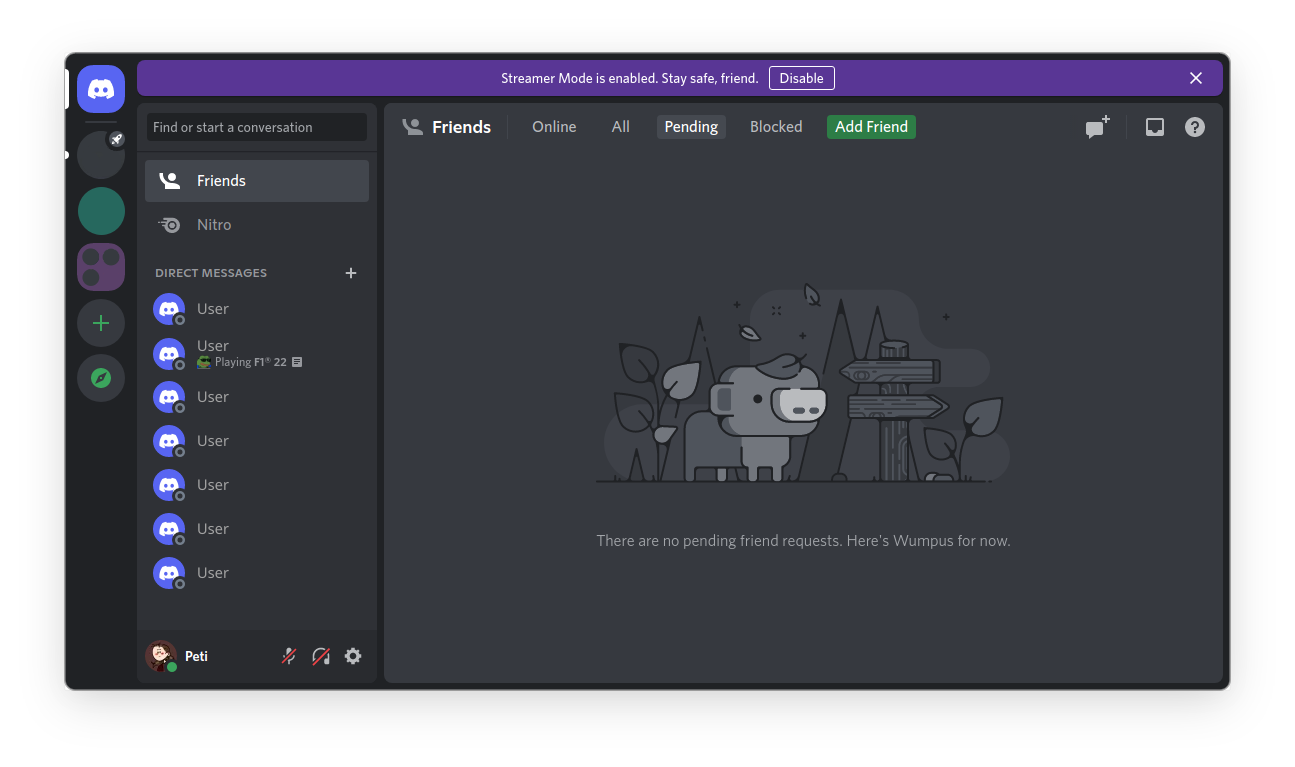 Streamer Mode is enabled. Stay safe, friend. Disable
Find or start a conversation
Friends
Nitro
DIRECT MESSAGES
User
User
Playing F1® 22
User
User
User
User
User
Peti
Friends Online All Pending Blocked Add Friend
There are no pending friend requests. Here's Wumpus for now.